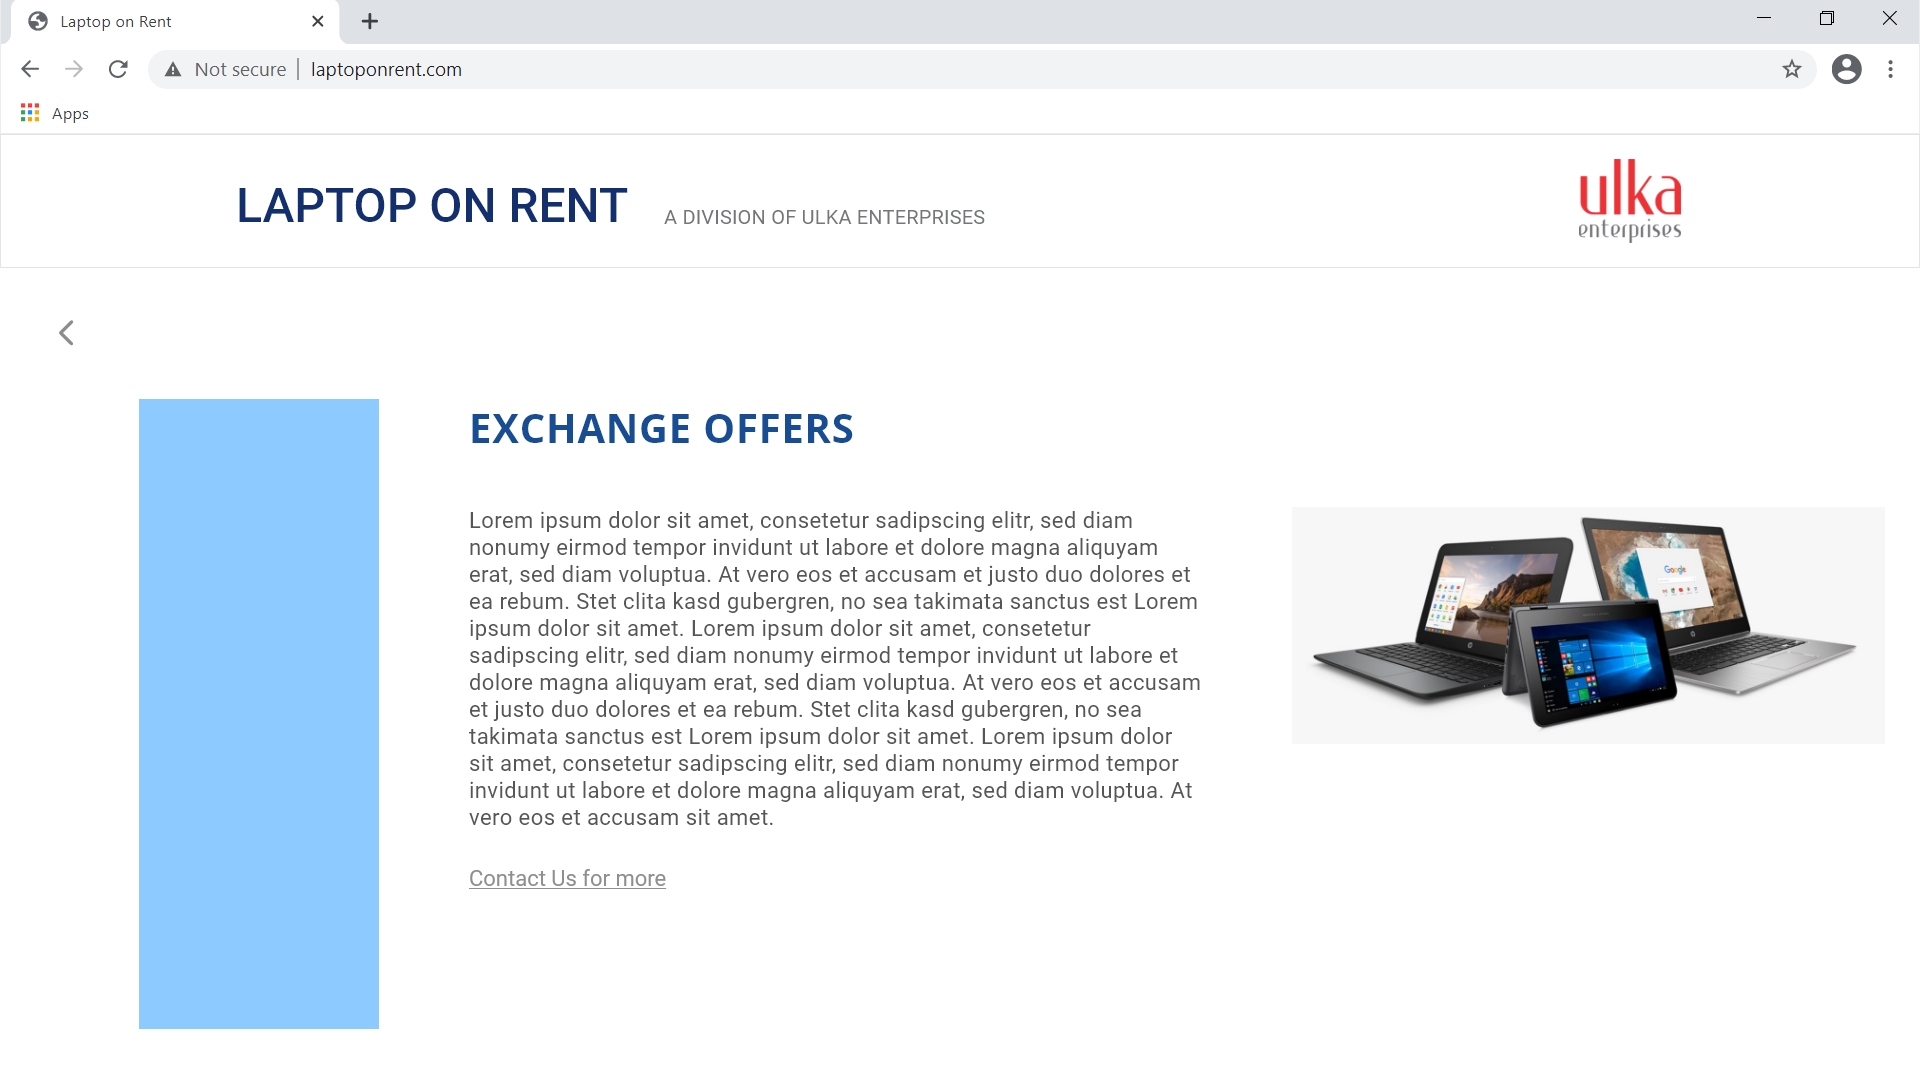 Laptop on Rent
Not secure
laptoponrent.com
Apps
LAPTOP ON RENT
A DIVISION OF ULKA ENTERPRISES
ulka
enterprises
EXCHANGE OFFERS
Lorem ipsum dolor sit amet, consetetur sadipscing elitr, sed diam
nonumy eirmod tempor invidunt ut labore et dolore magna aliquyam
erat, sed diam voluptua. At vero eos et accusam et justo duo dolores et
ea rebum. Stet clita kasd gubergren, no sea takimata sanctus est Lorem
ipsum dolor sit amet. Lorem ipsum dolor sit amet, consetetur
sadipscing elitr, sed diam nonumy eirmod tempor invidunt ut labore et
dolore magna aliquyam erat, sed diam voluptua. At vero eos et accusam
et justo duo dolores et ea rebum. Stet clita kasd gubergren, no sea
takimata sanctus est Lorem ipsum dolor sit amet. Lorem ipsum dolor
sit amet, consetetur sadipscing elitr, sed diam nonumy eirmod tempor
invidunt ut labore et dolore magna aliquyam erat, sed diam voluptua. At
vero eos et accusam sit amet.
Google
Contact Us for more